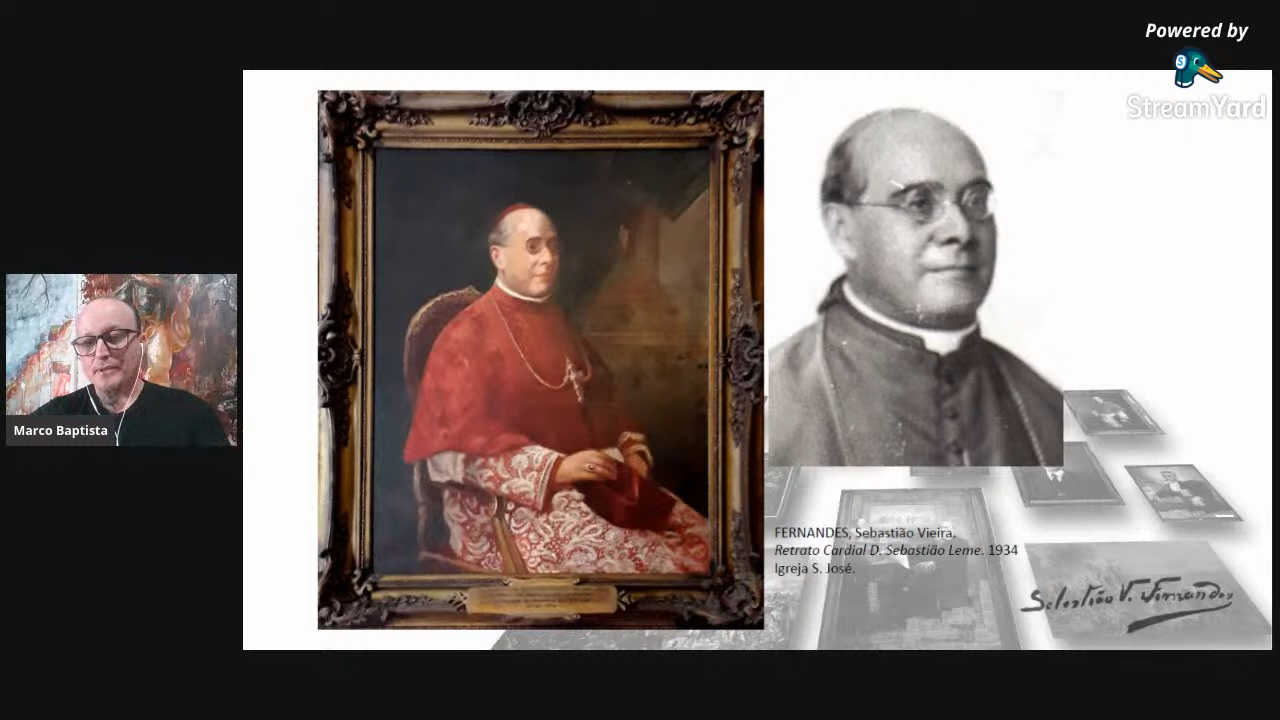 Powered by
StreamYard
Marco Baptista
FERNANDES, Sebastião Vieira.
Retrato Cardial D. Sebastião Leme. 1934
Igreja S. José.
Sebastião V. Fernandes